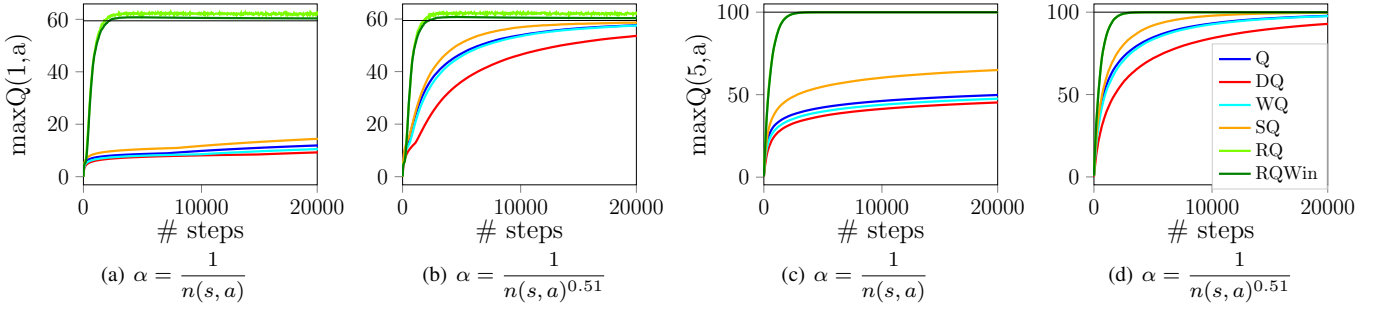 maxQ(1,a)
60
40
20
0
0 10000 20000
# steps
(a) α = 1 / n(s, a)
60
40
20
0
0 10000 20000
# steps
(b) α = 1 / n(s, a)^0.51
maxQ(5,a)
100
50
0
0 10000 20000
# steps
(c) α = 1 / n(s, a)
100
50
0
0 10000 20000
# steps
Q
DQ
WQ
SQ
RQ
RQWin
(d) α = 1 / n(s, a)^0.51